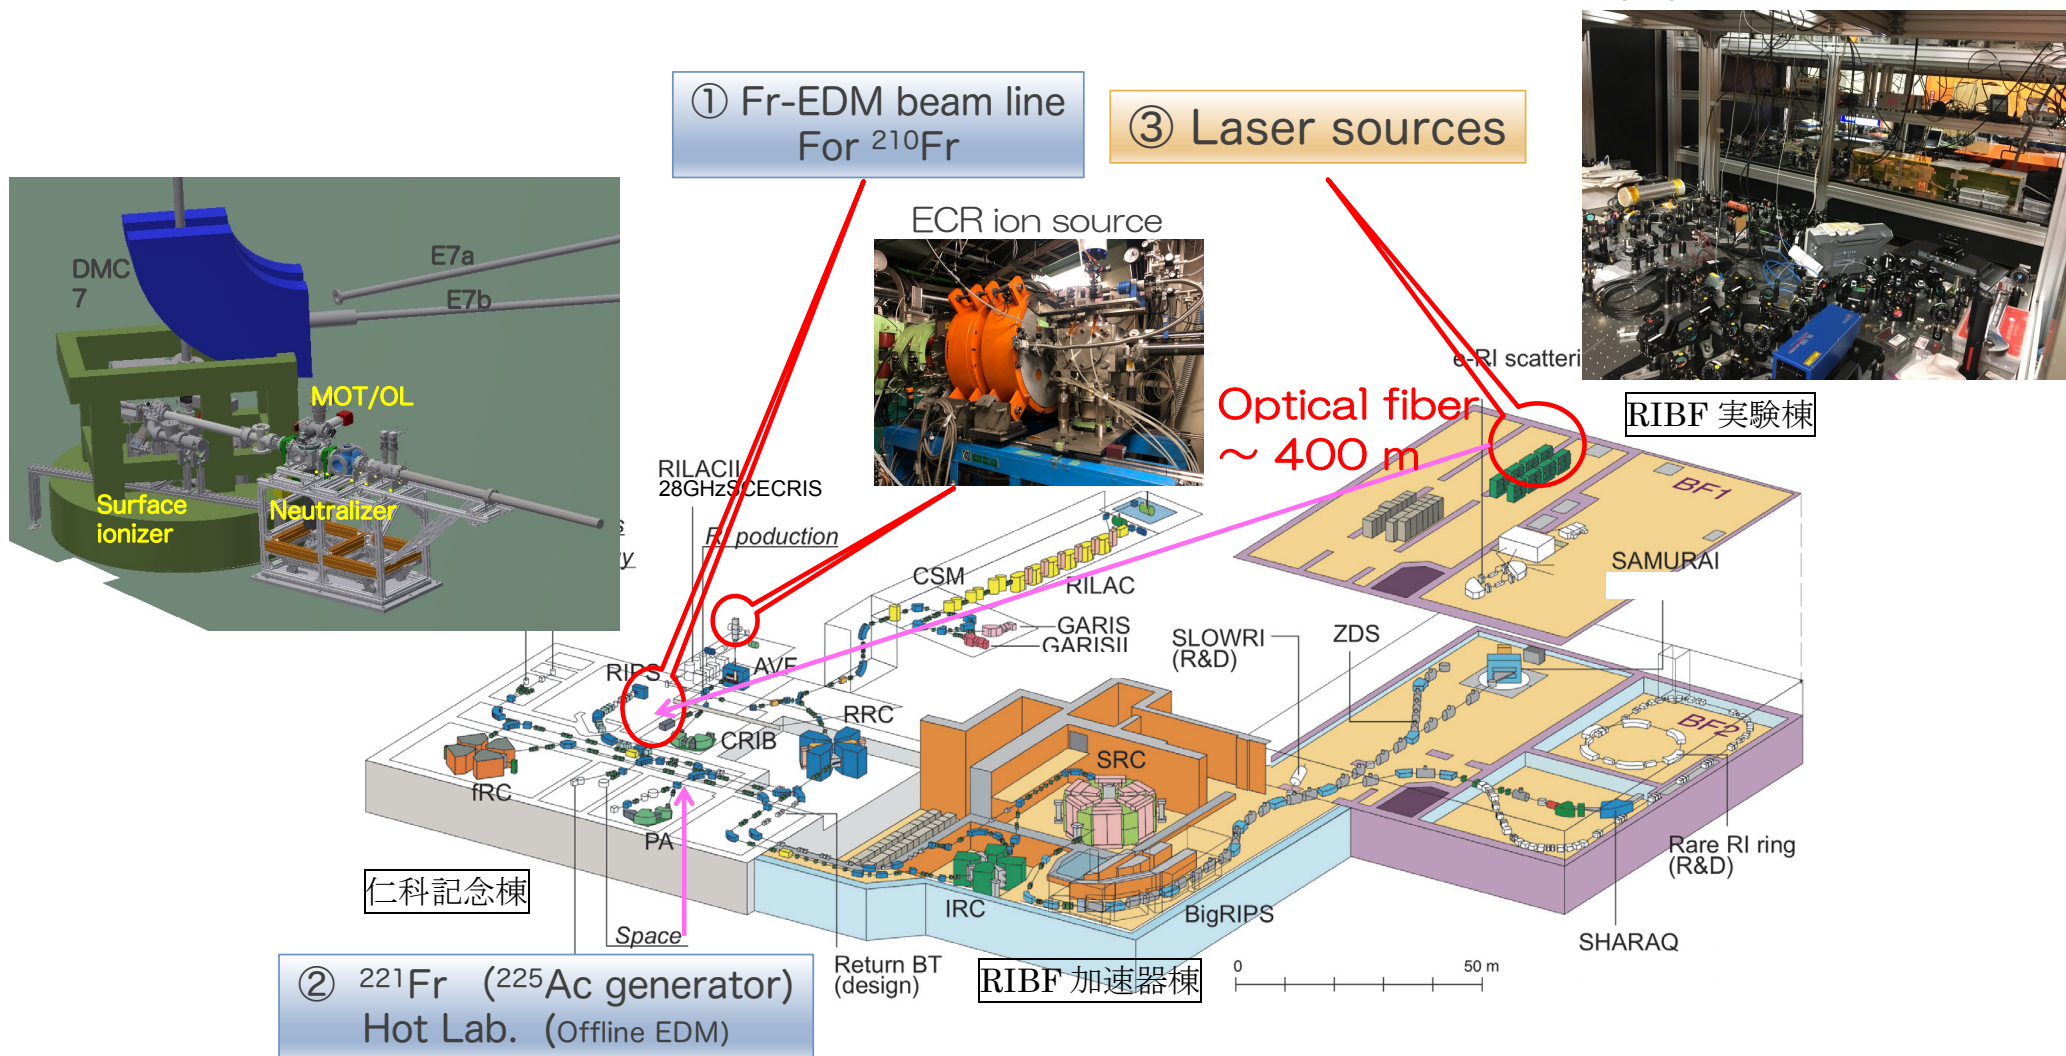 ① Fr-EDM beam line
For ²¹⁰Fr
③ Laser sources
ECR ion source
DMC
7
E7a
E7b
MOT/OL
Surface
ionizer
Neutralizer
Optical fiber
～ 400 m
RIBF 実験棟
RILACII
28GHzSCECRIS
RI poduction
CSM
RILAC
GARIS
GARISII
BF1
SAMURAI
SLOWRI
(R&D)
ZDS
RIPS
AVF
RRC
CRIB
SRC
BF2
fRC
PA
IRC
BigRIPS
Rare RI ring
(R&D)
SHARAQ
仁科記念棟
Space
Return BT
(design)
RIBF 加速器棟
0
50 m
② ²²¹Fr (²²⁵Ac generator)
Hot Lab. (Offline EDM)